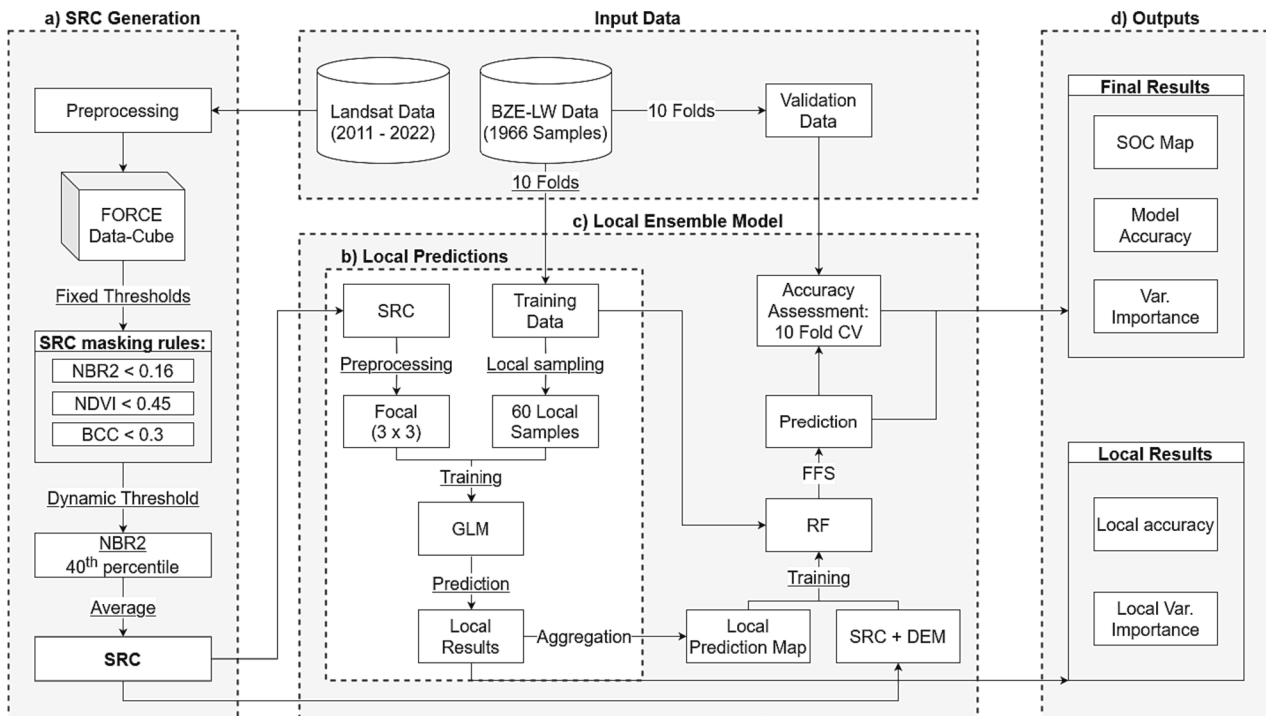 a) SRC Generation
Preprocessing
FORCE
Data-Cube
Fixed Thresholds
SRC masking rules:
NBR2 < 0.16
NDVI < 0.45
BCC < 0.3
Dynamic Threshold
NBR2
40th percentile
Average
SRC
Input Data
Landsat Data
(2011 - 2022)
BZE-LW Data
(1966 Samples)
10 Folds
Validation
Data
10 Folds
c) Local Ensemble Model
b) Local Predictions
SRC
Training
Data
Preprocessing
Local sampling
Focal
(3 x 3)
60 Local
Samples
Training
GLM
Prediction
Local
Results
Aggregation
Local
Prediction Map
SRC + DEM
Training
RF
FFS
Prediction
Accuracy
Assessment:
10 Fold CV
d) Outputs
Final Results
SOC Map
Model
Accuracy
Var.
Importance
Local Results
Local accuracy
Local Var.
Importance